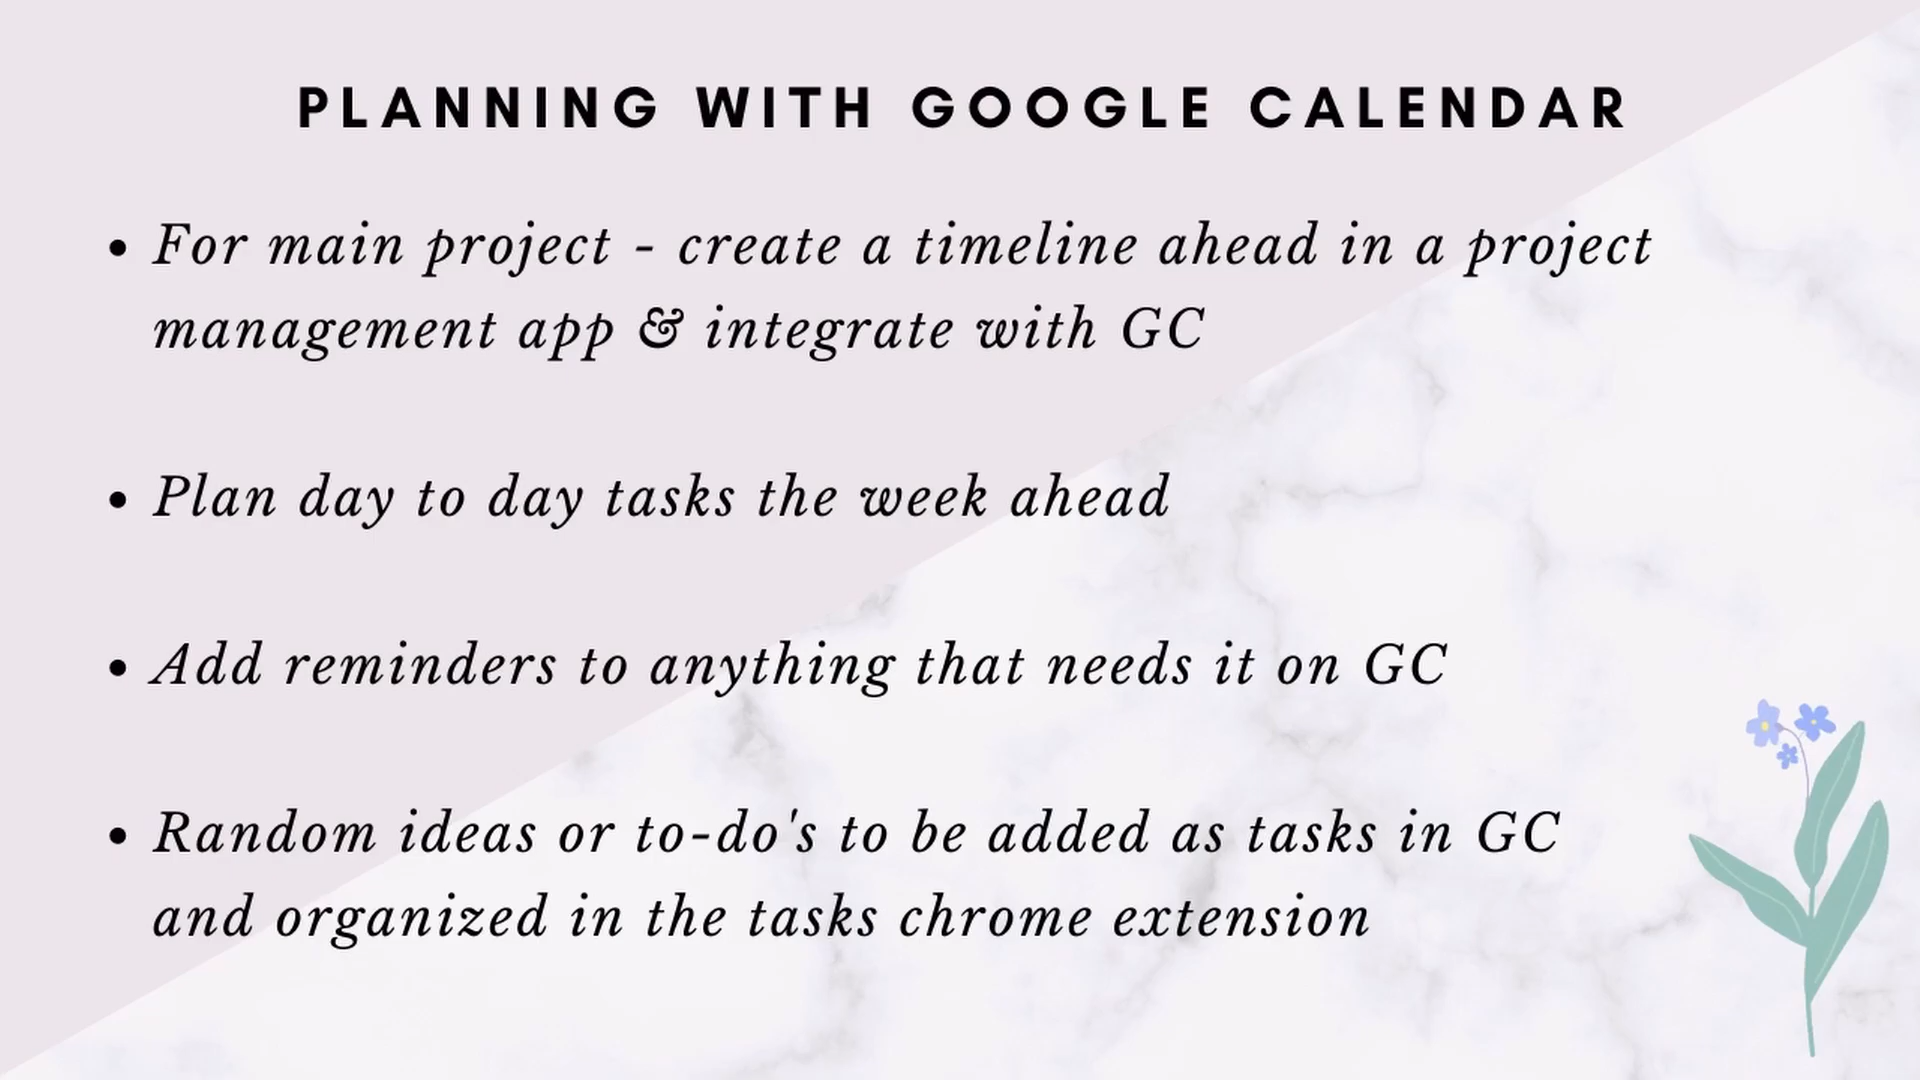 PLANNING WITH GOOGLE CALENDAR
• For main project - create a timeline ahead in a project
management app & integrate with GC
• Plan day to day tasks the week ahead
• Add reminders to anything that needs it on GC
• Random ideas or to-do's to be added as tasks in GC
and organized in the tasks chrome extension